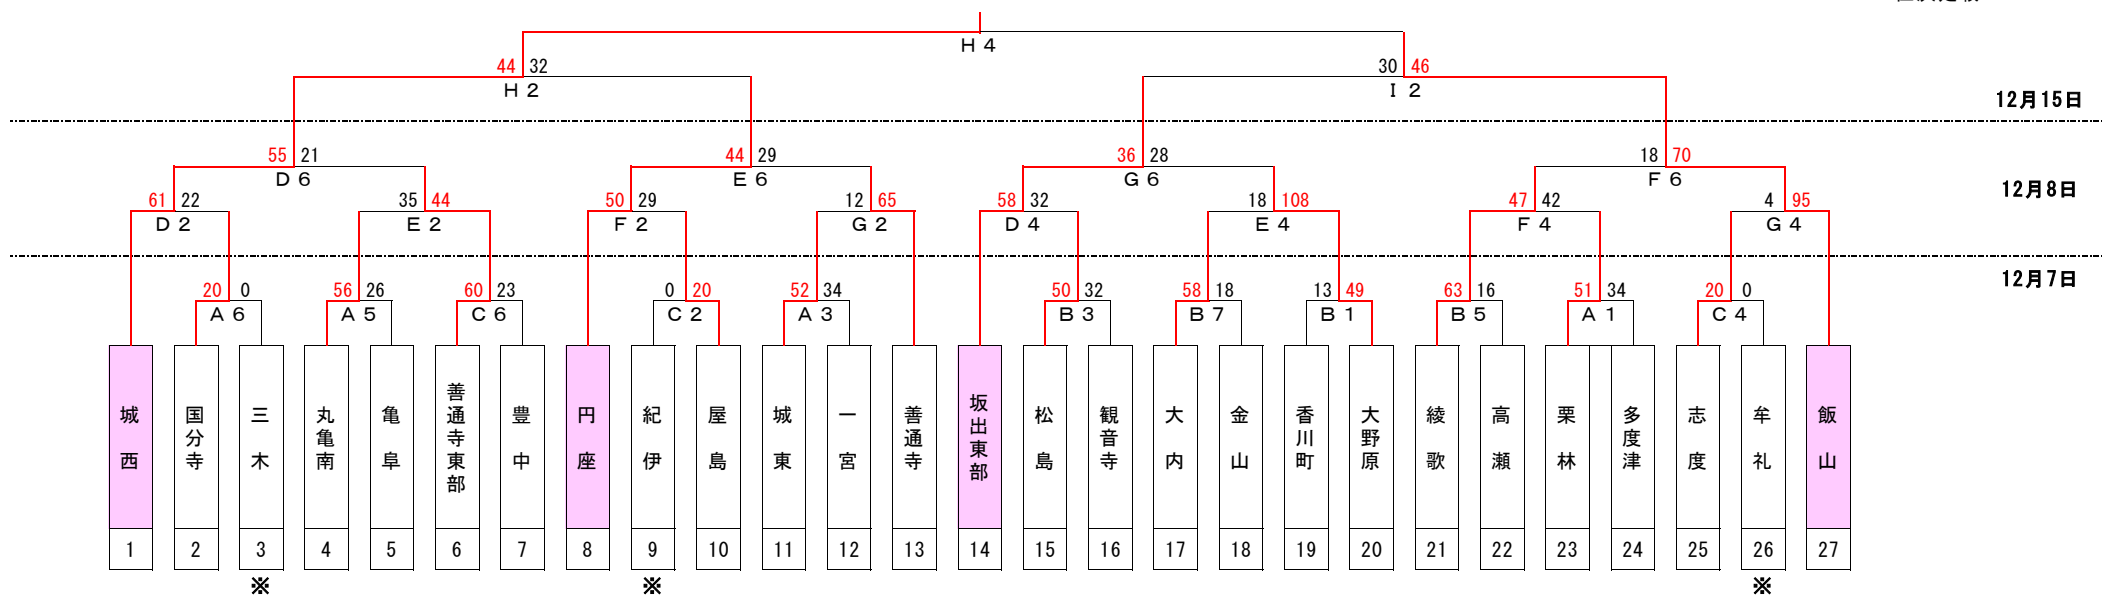 H 4
44 32 30 46
H 2 I 2
12月15日
55 21 44 29 36 28 18 70
D 6 E 6 G 6 F 6
12月8日
61 22 35 44 50 29 12 65 58 32 18 108 47 42 4 95
D 2 E 2 F 2 G 2 D 4 E 4 F 4 G 4
12月7日
20 0 56 26 60 23 0 20 52 34 50 32 58 18 13 49 63 16 51 34 20 0
A 6 A 5 C 6 C 2 A 3 B 3 B 7 B 1 B 5 A 1 C 4
城西
国分寺
三木
丸亀南
亀阜
善通寺東部
豊中
円座
紀伊
屋島
城東
一宮
善通寺
坂出東部
松島
観音寺
大内
金山
香川町
大野原
綾歌
高瀬
栗林
多度津
志度
牟礼
飯山
1 2 3 4 5 6 7 8 9 10 11 12 13 14 15 16 17 18 19 20 21 22 23 24 25 26 27
※ ※ ※